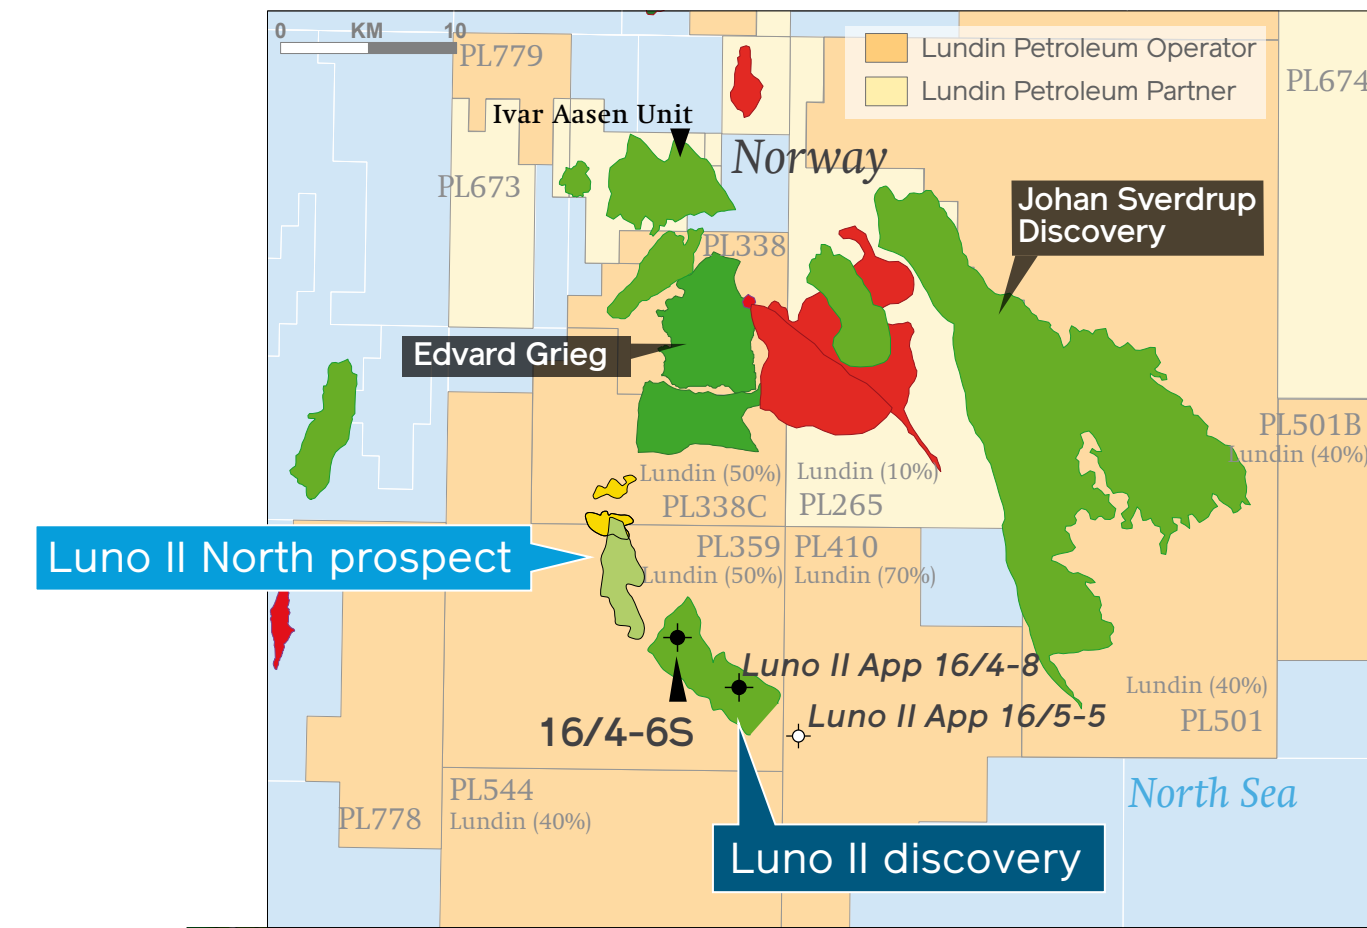 0 KM 10
PL779
Lundin Petroleum Operator
Lundin Petroleum Partner
PL674
Ivar Aasen Unit
Norway
PL673
Johan Sverdrup
Discovery
PL338
Edvard Grieg
PL501B
Lundin (40%)
Lundin (50%)
PL338C
Lundin (10%)
PL265
Luno II North prospect
PL359
Lundin (50%)
PL410
Lundin (70%)
Luno II App 16/4-8
16/4-6S
Luno II App 16/5-5
Lundin (40%)
PL501
PL544
Lundin (40%)
PL778
North Sea
Luno II discovery